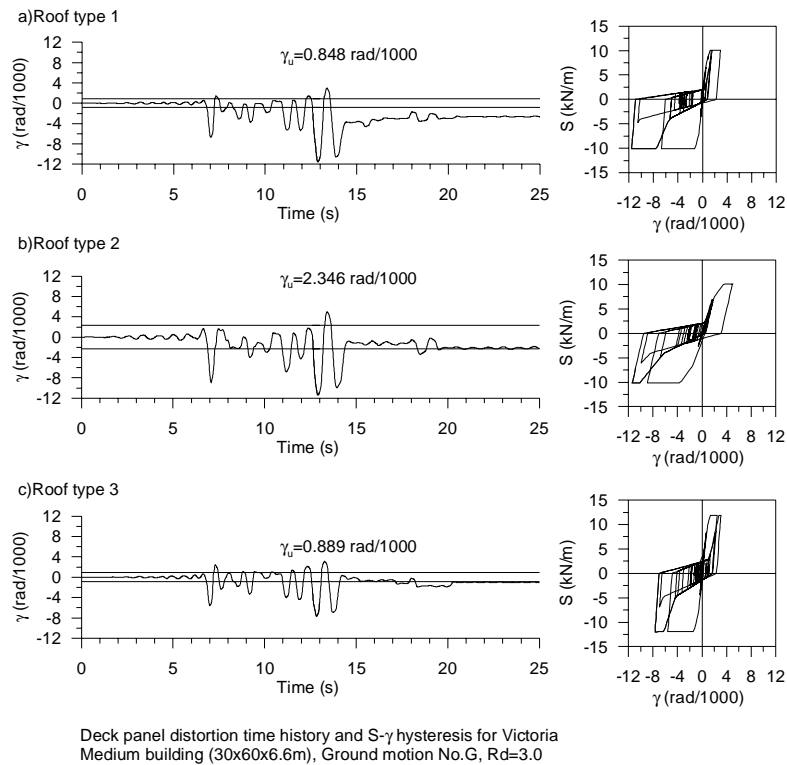 a)Roof type 1
γu=0.848 rad/1000
γ (rad/1000)
12
8
4
0
-4
-8
-12
0 5 10 15 20 25
Time (s)
S (kN/m)
15
10
5
0
-5
-10
-15
-12 -8 -4 0 4 8 12
γ (rad/1000)
b)Roof type 2
γu=2.346 rad/1000
γ (rad/1000)
12
8
4
0
-4
-8
-12
0 5 10 15 20 25
Time (s)
S (kN/m)
15
10
5
0
-5
-10
-15
-12 -8 -4 0 4 8 12
γ (rad/1000)
c)Roof type 3
γu=0.889 rad/1000
γ (rad/1000)
12
8
4
0
-4
-8
-12
0 5 10 15 20 25
Time (s)
S (kN/m)
15
10
5
0
-5
-10
-15
-12 -8 -4 0 4 8 12
γ (rad/1000)
Deck panel distortion time history and S-γ hysteresis for Victoria
Medium building (30x60x6.6m), Ground motion No.G, Rd=3.0